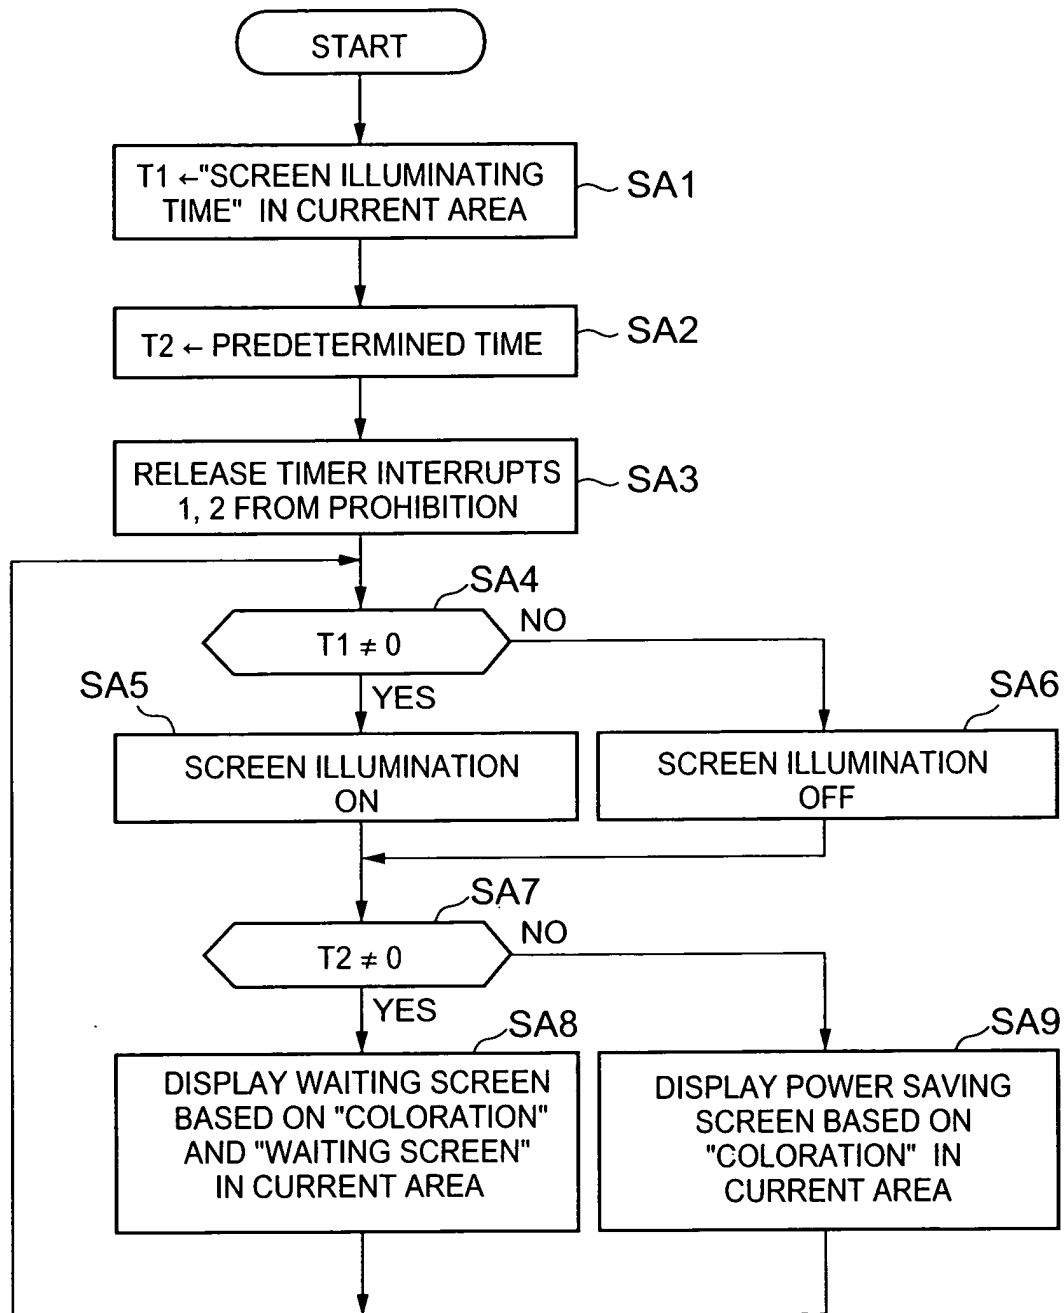 START
T1 ←"SCREEN ILLUMINATING
TIME" IN CURRENT AREA
SA1
T2 ← PREDETERMINED TIME
SA2
RELEASE TIMER INTERRUPTS
1, 2 FROM PROHIBITION
SA3
SA4
T1 ≠ 0
NO
YES
SA5
SCREEN ILLUMINATION
ON
SA6
SCREEN ILLUMINATION
OFF
SA7
T2 ≠ 0
NO
YES
SA8
DISPLAY WAITING SCREEN
BASED ON "COLORATION"
AND "WAITING SCREEN"
IN CURRENT AREA
SA9
DISPLAY POWER SAVING
SCREEN BASED ON
"COLORATION" IN
CURRENT AREA